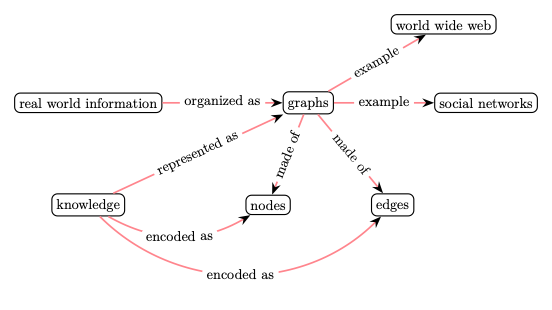 world wide web
example
real world information
organized as
graphs
example
social networks
represented as
made of
made of
knowledge
nodes
edges
encoded as
encoded as